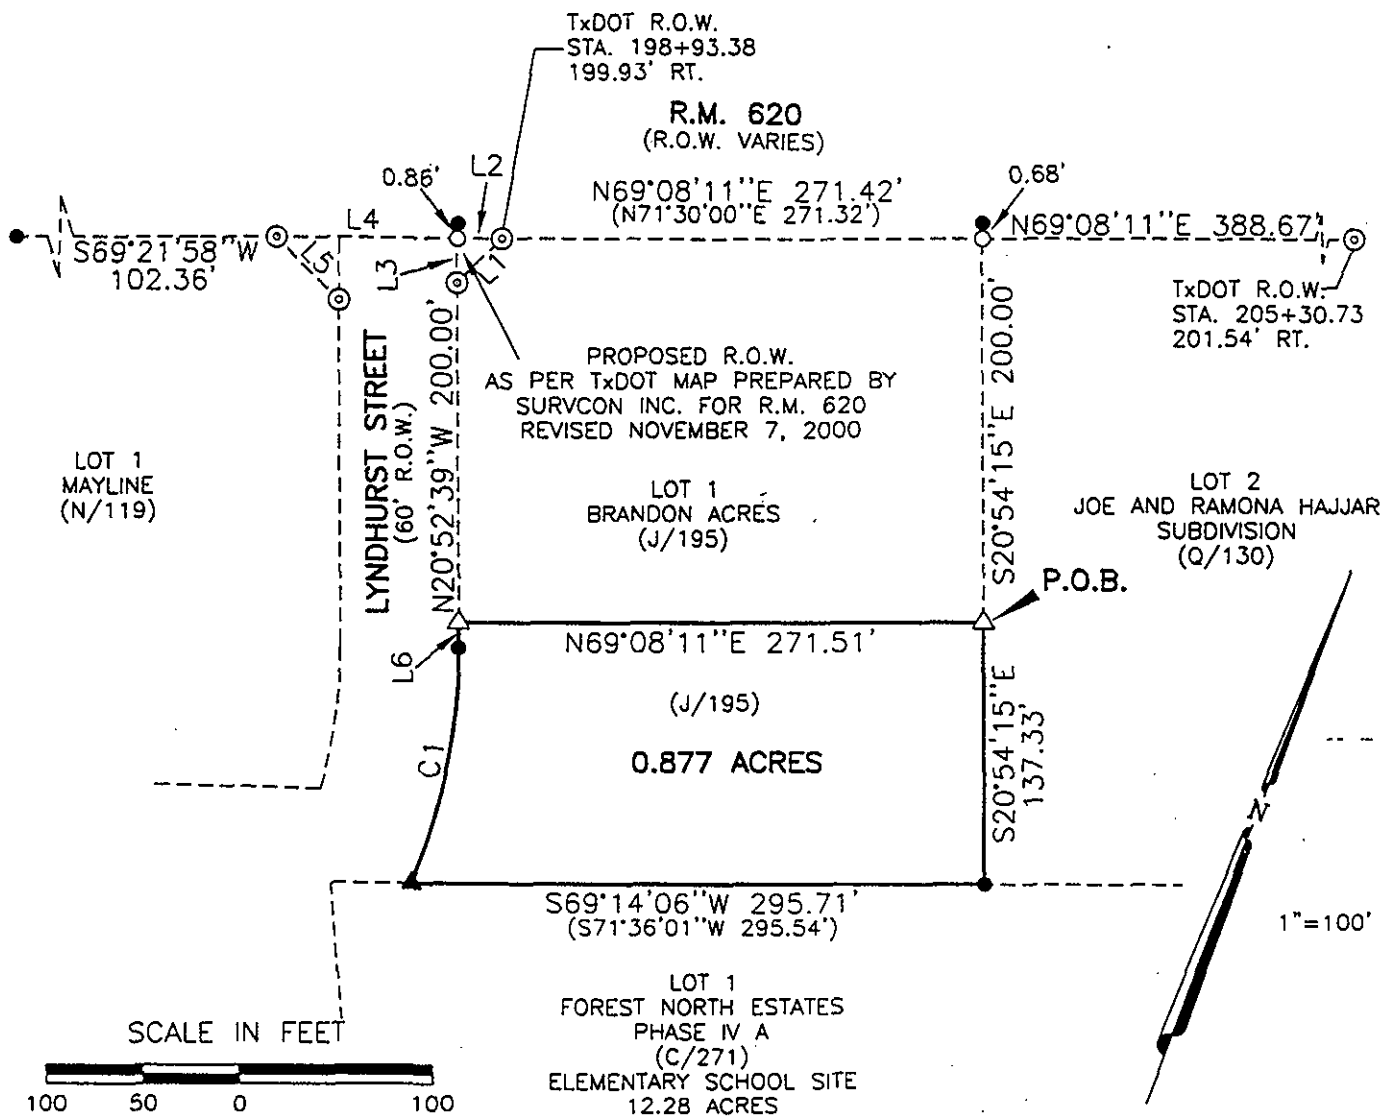 TxDOT R.O.W.
STA. 198+93.38
199.93' RT.
R.M. 620
(R.O.W. VARIES)
0.86'
L2
N69°08'11"E 271.42'
(N71°30'00"E 271.32')
0.68'
N69°08'11"E 388.67'
L4
S69°21'58"W
102.36'
L5
L3
L1
TxDOT R.O.W.
STA. 205+30.73
201.54' RT.
LYNDHURST STREET
(60' R.O.W.)
N20°52'39"W 200.00'
PROPOSED R.O.W.
AS PER TxDOT MAP PREPARED BY
SURVCON INC. FOR R.M. 620
REVISED NOVEMBER 7, 2000
S20°54'15"E 200.00'
LOT 1
MAYLINE
(N/119)
LOT 1
BRANDON ACRES
(J/195)
LOT 2
JOE AND RAMONA HAJJAR
SUBDIVISION
(Q/130)
P.O.B.
N69°08'11"E 271.51'
L6
(J/195)
0.877 ACRES
C1
S20°54'15"E
137.33'
N
S69°14'06"W 295.71'
(S71°36'01"W 295.54')
1"=100'
LOT 1
FOREST NORTH ESTATES
PHASE IV A
(C/271)
ELEMENTARY SCHOOL SITE
12.28 ACRES
SCALE IN FEET
100 50 0 100